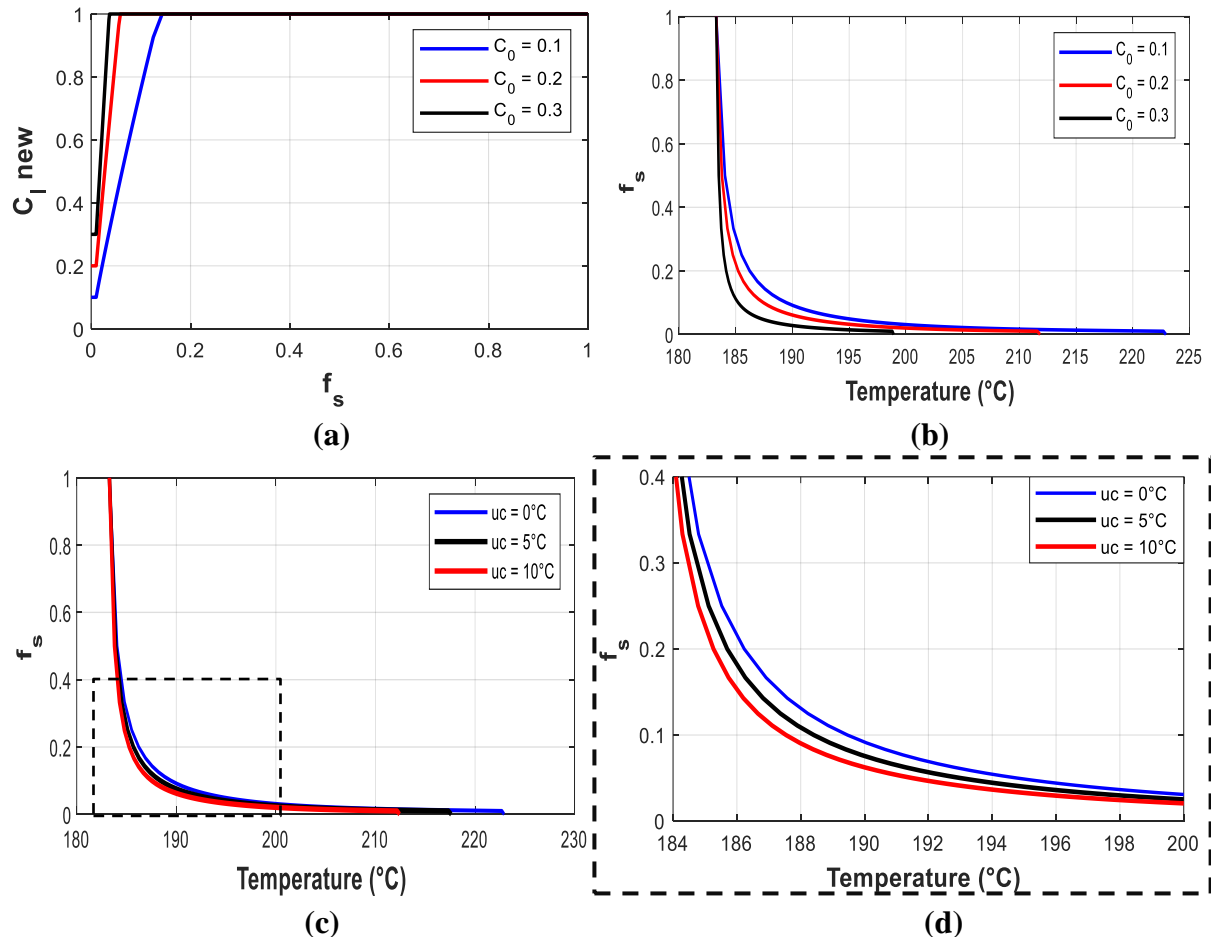 C_l new
1
0.8
0.6
0.4
0.2
0
0 0.2 0.4 0.6 0.8 1
f_s
C_0 = 0.1
C_0 = 0.2
C_0 = 0.3
(a)
f_s
1
0.8
0.6
0.4
0.2
0
180 185 190 195 200 205 210 215 220 225
Temperature (°C)
C_0 = 0.1
C_0 = 0.2
C_0 = 0.3
(b)
f_s
1
0.8
0.6
0.4
0.2
0
180 190 200 210 220 230
Temperature (°C)
uc = 0°C
uc = 5°C
uc = 10°C
(c)
f_s
0.4
0.3
0.2
0.1
0
184 186 188 190 192 194 196 198 200
Temperature (°C)
uc = 0°C
uc = 5°C
uc = 10°C
(d)